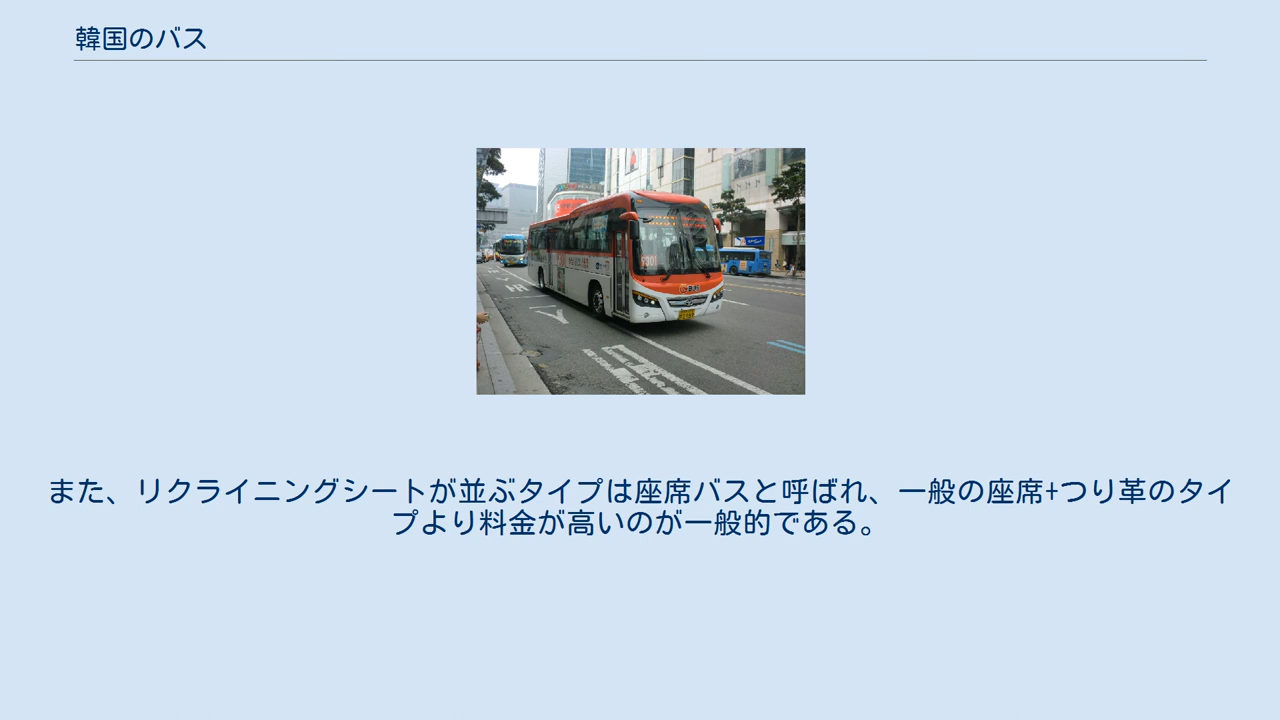 韓国のバス
9301
BUS
また、リクライニングシートが並ぶタイプは座席バスと呼ばれ、一般の座席+つり革のタイ
プより料金が高いのが一般的である。